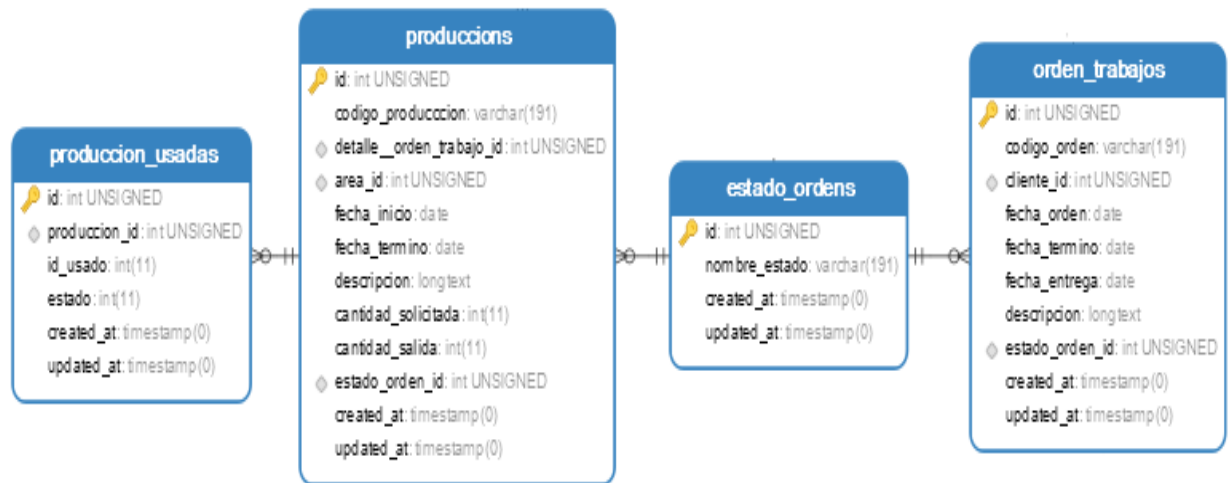 produccion_usadas
id: int UNSIGNED
produccion_id: int UNSIGNED
id_usado: int(11)
estado: int(11)
created_at: timestamp(0)
updated_at: timestamp(0)
produccions
id: int UNSIGNED
codigo_producccion: varchar(191)
detalle__orden_trabajo_id: int UNSIGNED
area_id: int UNSIGNED
fecha_inicio: date
fecha_termino: date
descripcion: longtext
cantidad_solicitada: int(11)
cantidad_salida: int(11)
estado_orden_id: int UNSIGNED
created_at: timestamp(0)
updated_at: timestamp(0)
estado_ordens
id: int UNSIGNED
nombre_estado: varchar(191)
created_at: timestamp(0)
updated_at: timestamp(0)
orden_trabajos
id: int UNSIGNED
codigo_orden: varchar(191)
cliente_id: int UNSIGNED
fecha_orden: date
fecha_termino: date
fecha_entrega: date
descripcion: longtext
estado_orden_id: int UNSIGNED
created_at: timestamp(0)
updated_at: timestamp(0)